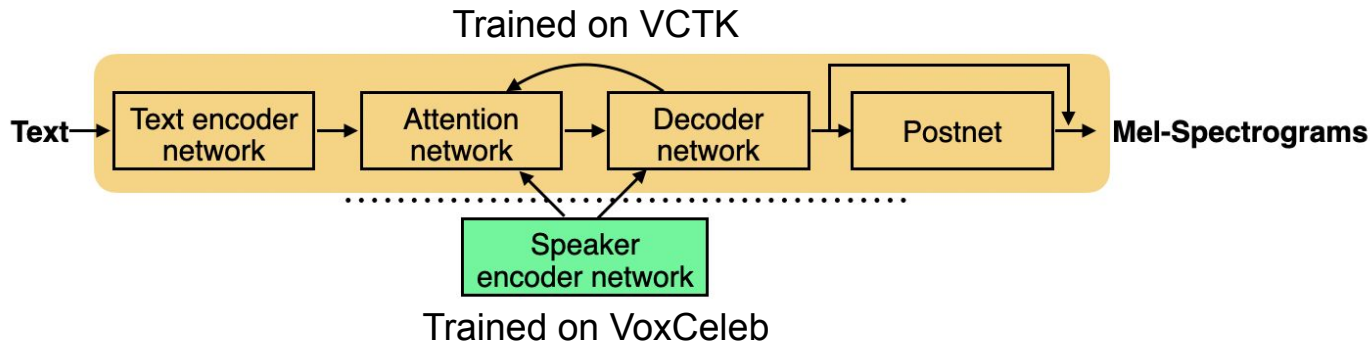 Trained on VCTK
Text
Text encoder
network
Attention
network
Decoder
network
Postnet
Mel-Spectrograms
Speaker
encoder network
Trained on VoxCeleb